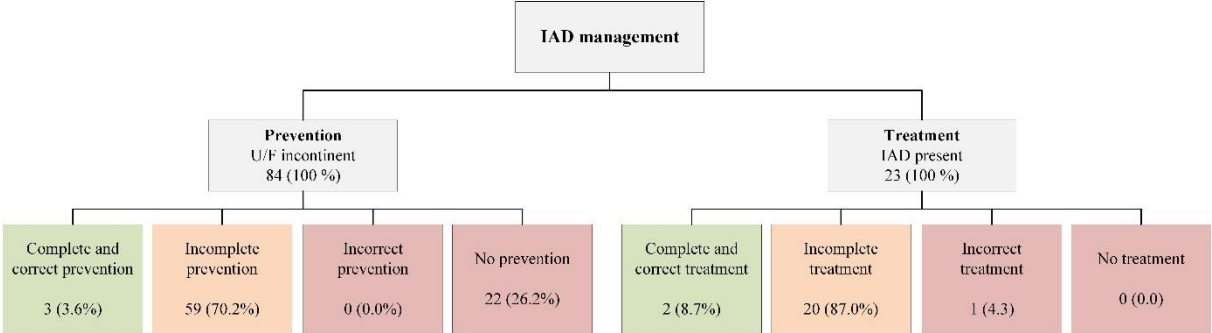 IAD management
Prevention
U/F incontinent
84 (100 %)
Treatment
IAD present
23 (100 %)
Complete and
correct prevention
3 (3.6%)
Incomplete
prevention
59 (70.2%)
Incorrect
prevention
0 (0.0%)
No prevention
22 (26.2%)
Complete and
correct treatment
2 (8.7%)
Incomplete
treatment
20 (87.0%)
Incorrect
treatment
1 (4.3)
No treatment
0 (0.0)